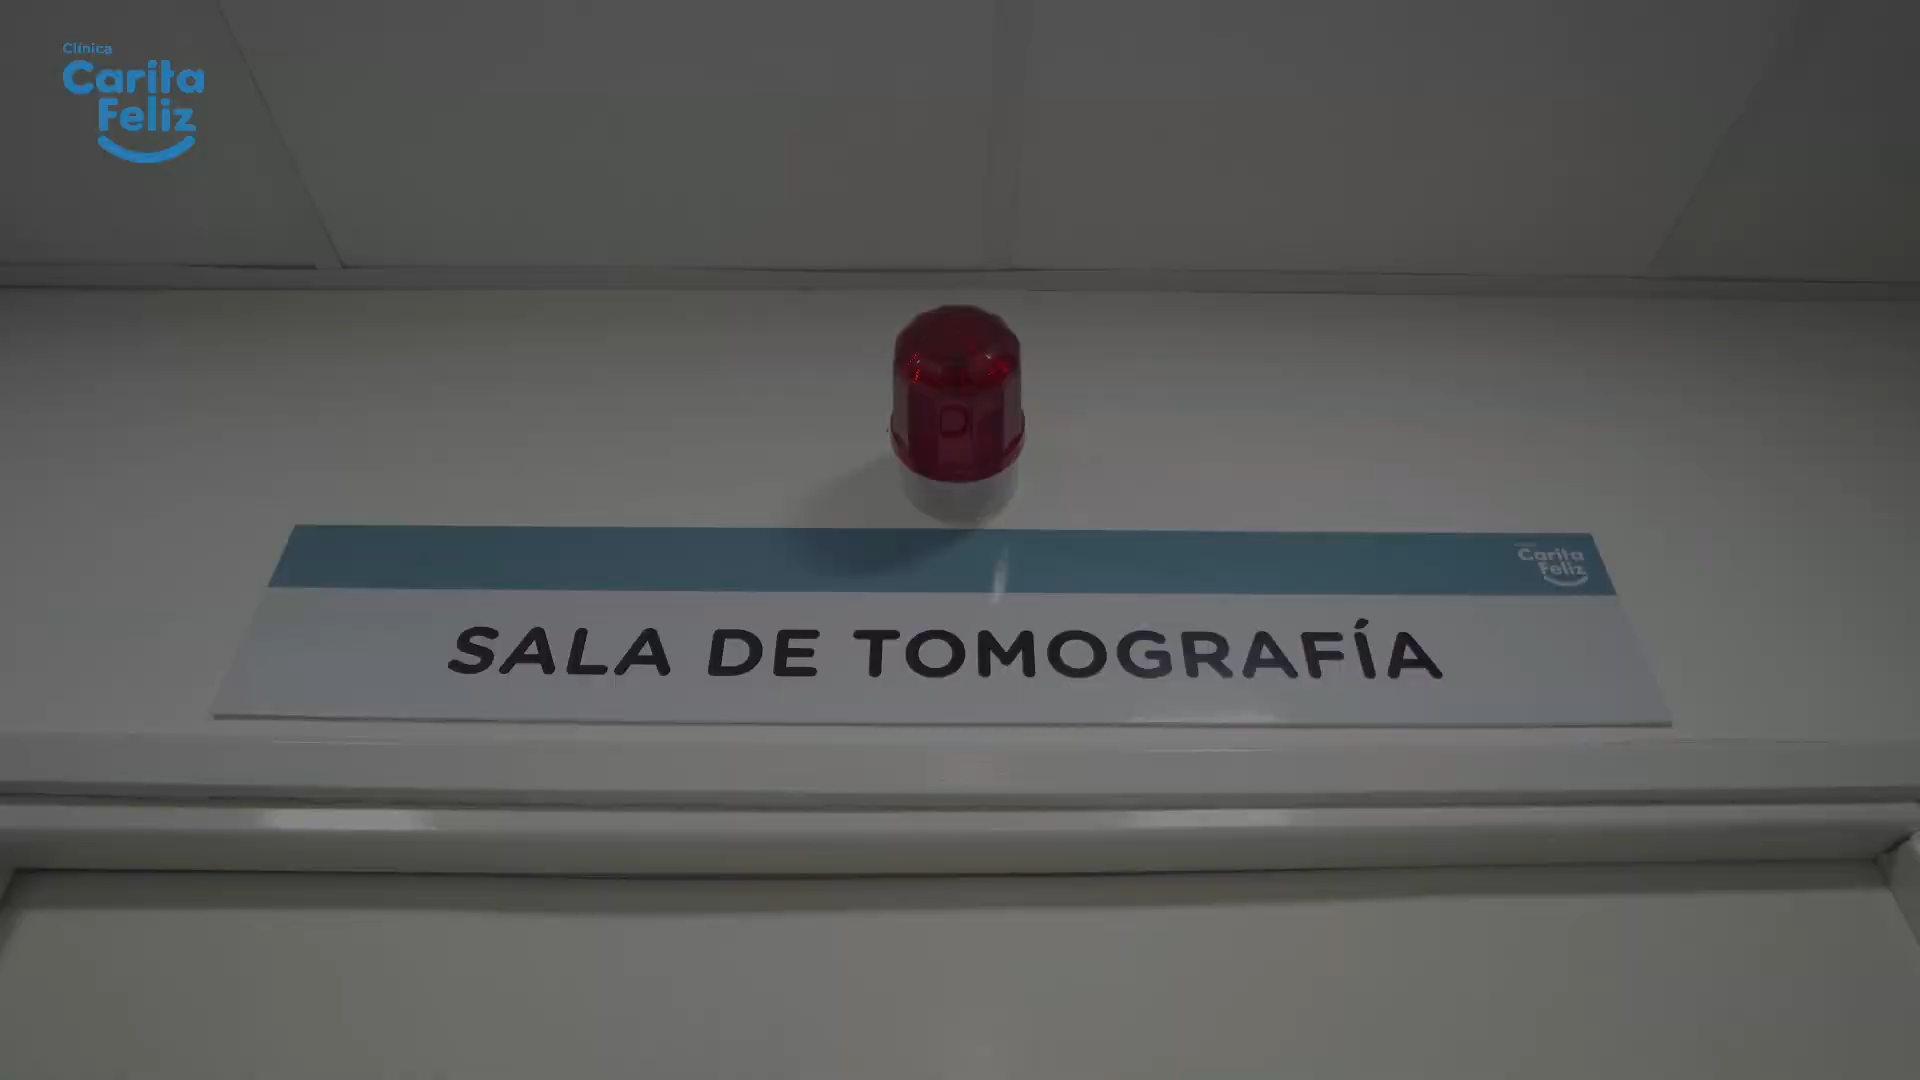 Clínica
Carita
Feliz
D
Carita
Feliz
SALA DE TOMOGRAFÍA